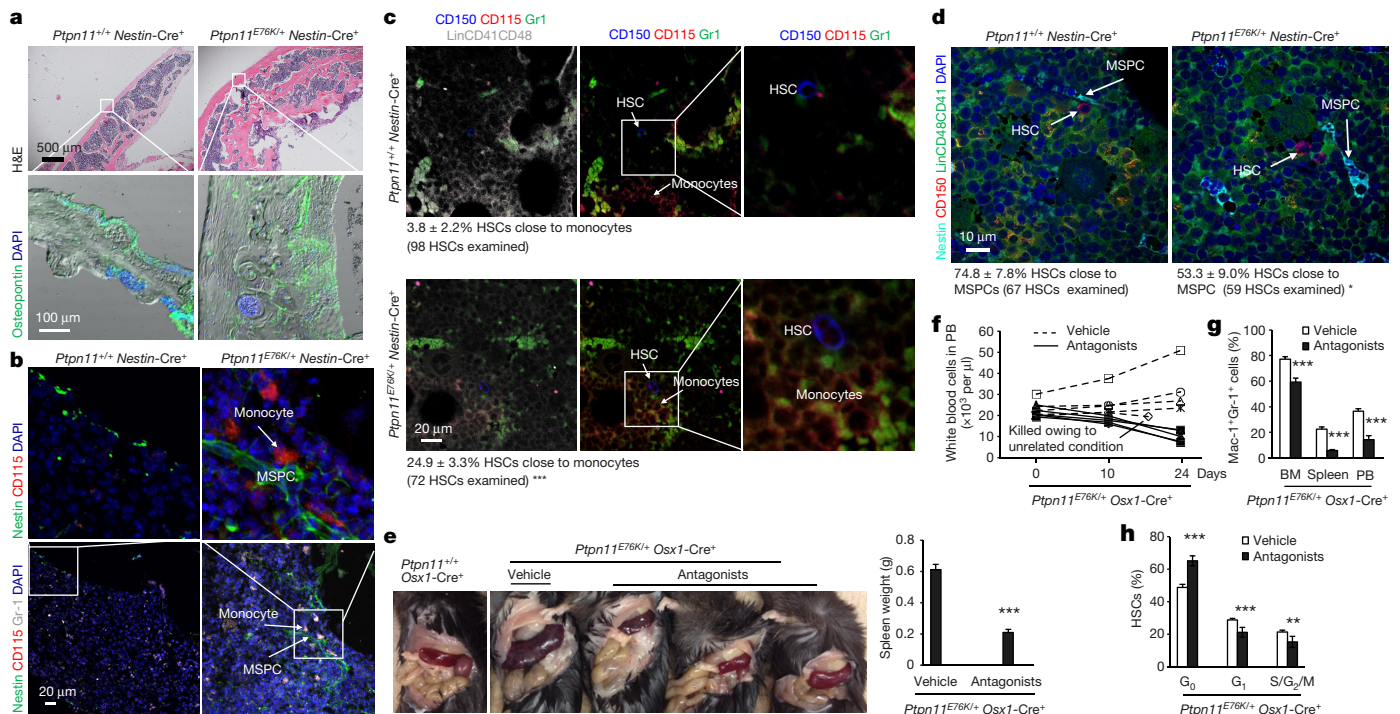 a
Ptpn11+/+ Nestin-Cre+
Ptpn11E76K/+ Nestin-Cre+
H&E
500 μm
Osteopontin DAPI
100 μm
b
Ptpn11+/+ Nestin-Cre+
Ptpn11E76K/+ Nestin-Cre+
Nestin CD115
Monocyte
MSPC
Nestin CD115 Gr-1 DAPI
Monocyte
MSPC
20 μm
c
CD150 CD115 Gr1
LinCD41CD48
CD150 CD115 Gr1
CD150 CD115 Gr1
Ptpn11+/+ Nestin-Cre+
HSC
Monocytes
HSC
3.8 ± 2.2% HSCs close to monocytes
(98 HSCs examined)
Ptpn11E76K/+ Nestin-Cre+
20 μm
HSC
Monocytes
HSC
Monocytes
24.9 ± 3.3% HSCs close to monocytes
(72 HSCs examined) ***
d
Ptpn11+/+ Nestin-Cre+
Ptpn11E76K/+ Nestin-Cre+
Nestin CD150 LinCD48CD41 DAPI
MSPC
HSC
10 μm
MSPC
HSC
74.8 ± 7.8% HSCs close to
MSPCs (67 HSCs examined)
53.3 ± 9.0% HSCs close to
MSPC (59 HSCs examined) *
e
Ptpn11+/+
Osx1-Cre+
Ptpn11E76K/+ Osx1-Cre+
Vehicle
Antagonists
Spleen weight (g)
0.8
0.6
0.4
0.2
0
***
Vehicle
Antagonists
Ptpn11E76K/+ Osx1-Cre+
f
White blood cells in PB
(×10³ per μl)
60
50
40
30
20
10
0
Vehicle
Antagonists
Killed owing to
unrelated condition
0
10
24
Days
Ptpn11E76K/+ Osx1-Cre+
g
Mac-1+Gr-1+ cells (%)
100
80
60
40
20
0
Vehicle
Antagonists
***
***
***
BM
Spleen
PB
Ptpn11E76K/+ Osx1-Cre+
h
HSCs (%)
80
60
40
20
0
Vehicle
Antagonists
***
***
**
G0
G1
S/G2/M
Ptpn11E76K/+ Osx1-Cre+